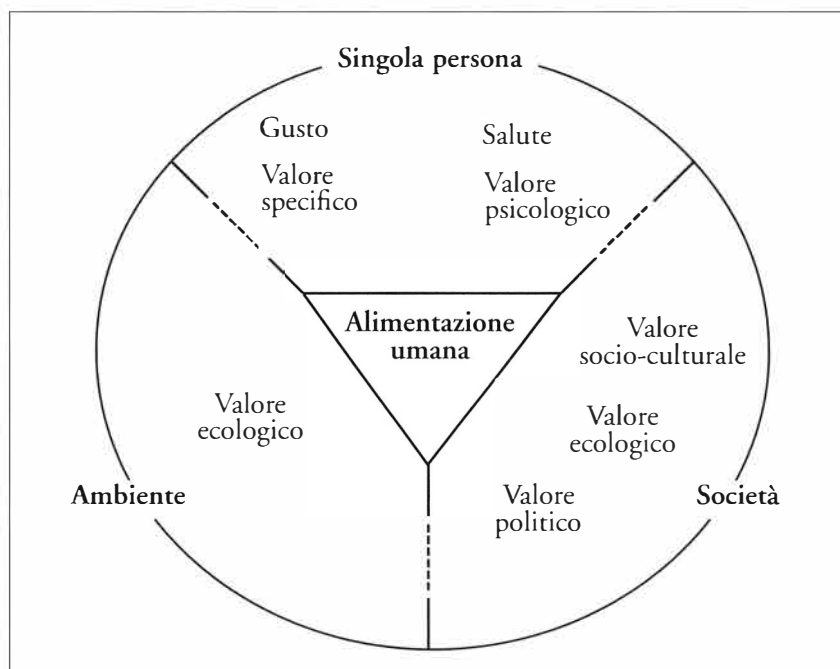 Singola persona
Gusto
Salute
Valore
specifico
Valore
psicologico
Alimentazione
umana
Valore
socio-culturale
Valore
ecologico
Valore
ecologico
Ambiente
Società
Valore
politico